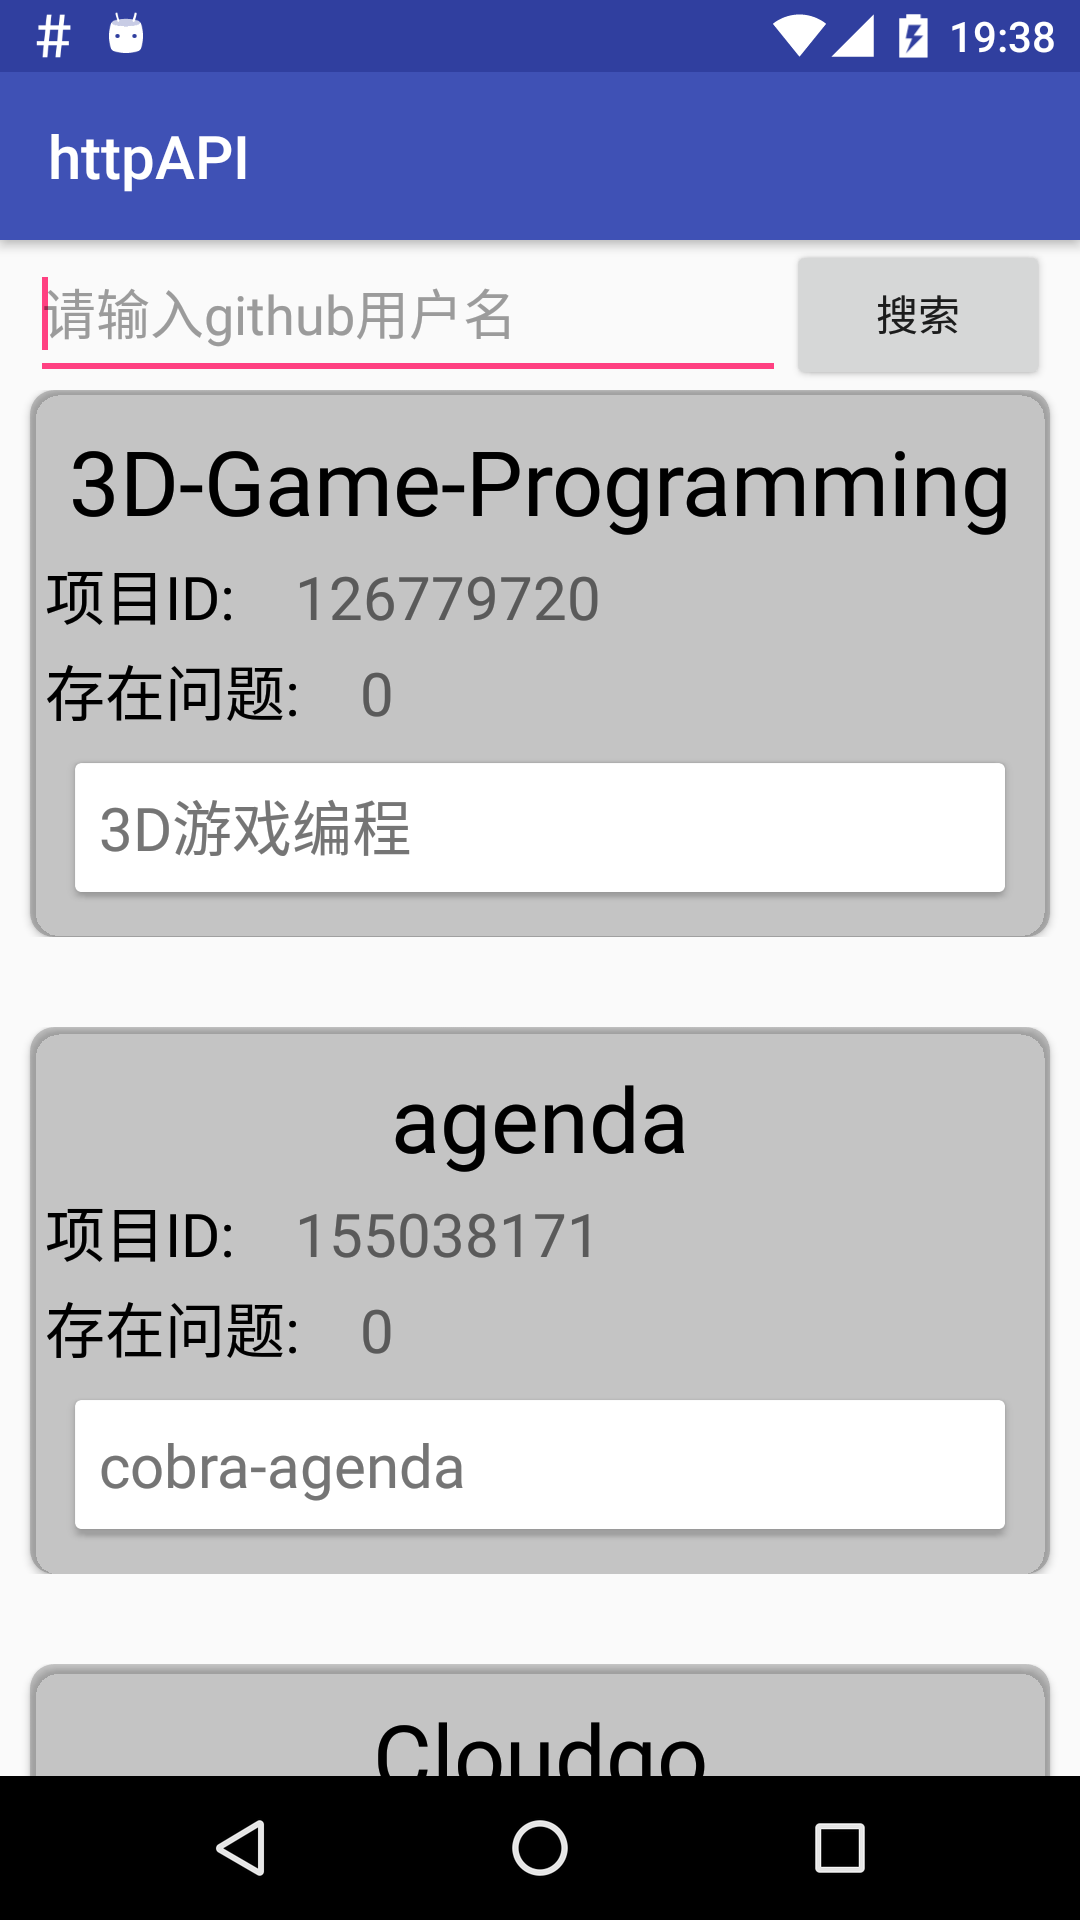 # 19:38
httpAPI
请输入github用户名 搜索
3D-Game-Programming
项目ID: 126779720
存在问题: 0
3D游戏编程
agenda
项目ID: 155038171
存在问题: 0
cobra-agenda
Cloudgo